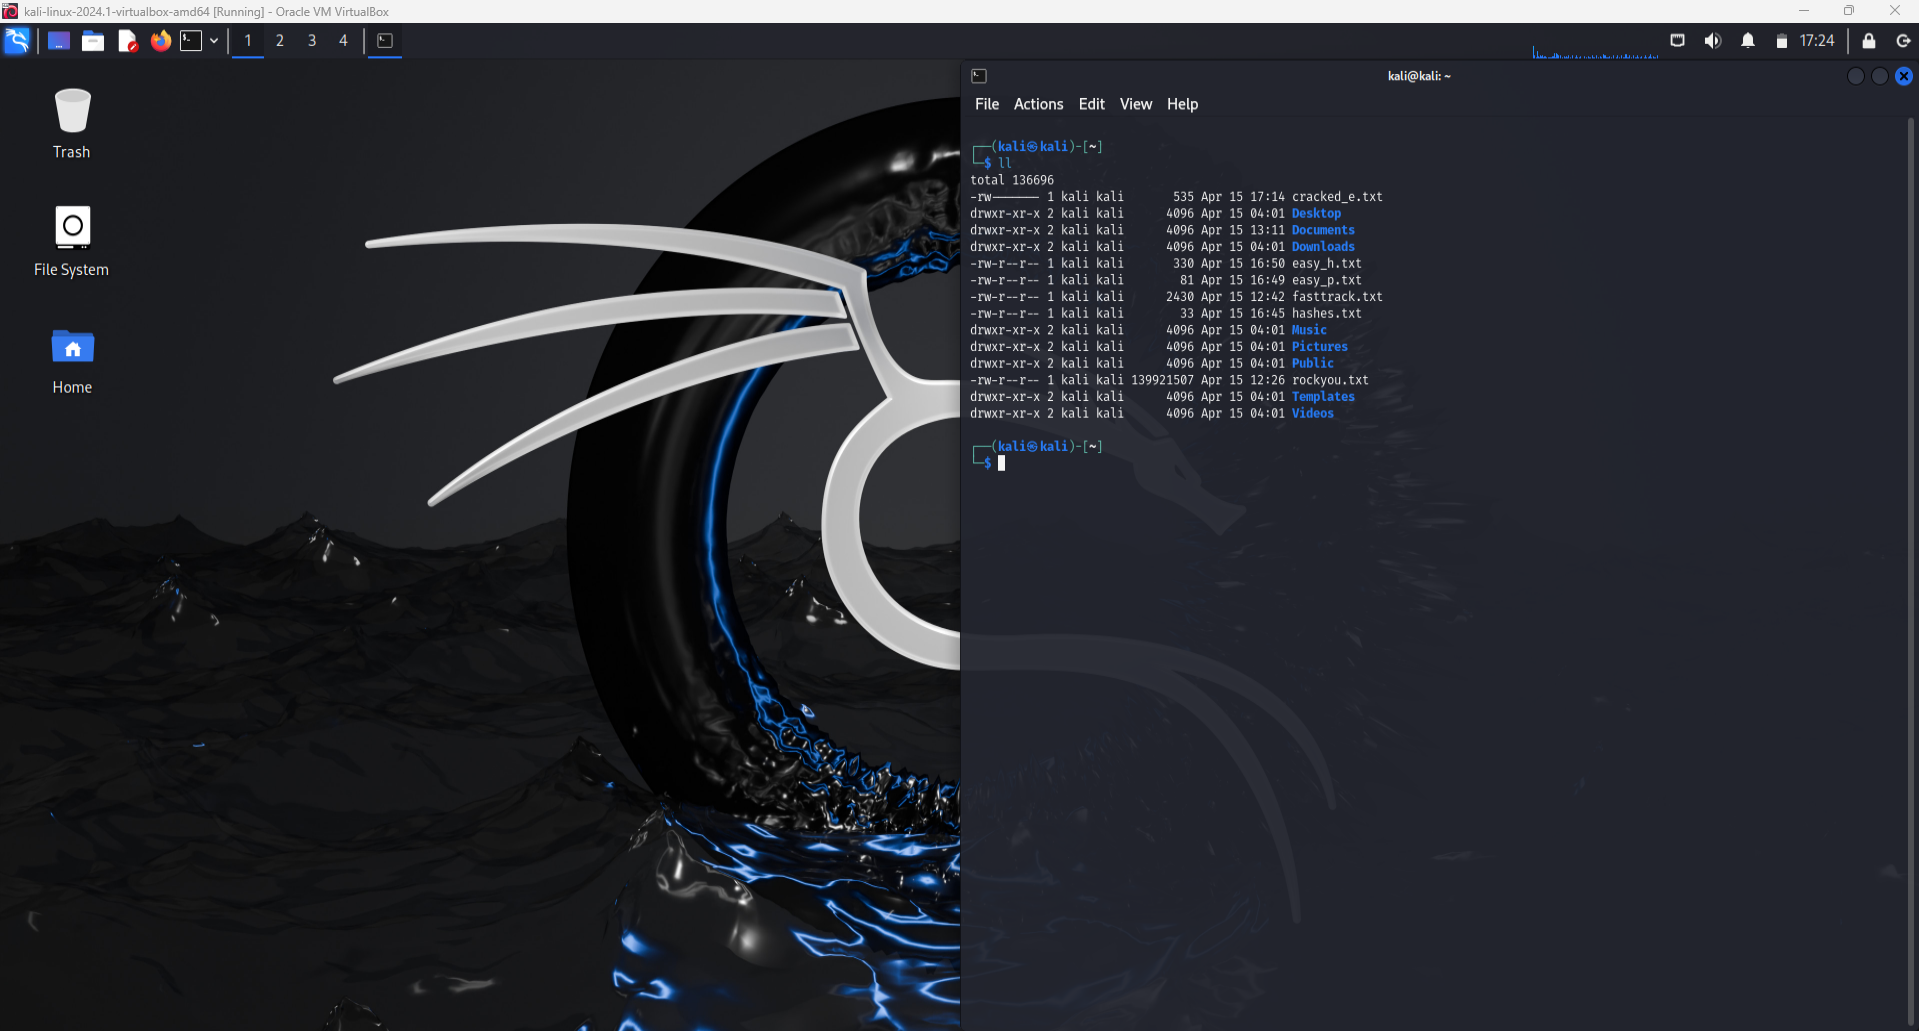 kali-linux-2024.1-virtualbox-amd64 [Running] - Oracle VM VirtualBox
1 2 3 4
17:24
Trash
File System
Home
kali@kali: ~
File Actions Edit View Help
┌──(kali㉿kali)-[~]
└─$ ll
total 136696
-rw------- 1 kali kali       535 Apr 15 17:14 cracked_e.txt
drwxr-xr-x 2 kali kali      4096 Apr 15 04:01 Desktop
drwxr-xr-x 2 kali kali      4096 Apr 15 13:11 Documents
drwxr-xr-x 2 kali kali      4096 Apr 15 04:01 Downloads
-rw-r--r-- 1 kali kali       330 Apr 15 16:50 easy_h.txt
-rw-r--r-- 1 kali kali        81 Apr 15 16:49 easy_p.txt
-rw-r--r-- 1 kali kali      2430 Apr 15 12:42 fasttrack.txt
-rw-r--r-- 1 kali kali        33 Apr 15 16:45 hashes.txt
drwxr-xr-x 2 kali kali      4096 Apr 15 04:01 Music
drwxr-xr-x 2 kali kali      4096 Apr 15 04:01 Pictures
drwxr-xr-x 2 kali kali      4096 Apr 15 04:01 Public
-rw-r--r-- 1 kali kali 139921507 Apr 15 12:26 rockyou.txt
drwxr-xr-x 2 kali kali      4096 Apr 15 04:01 Templates
drwxr-xr-x 2 kali kali      4096 Apr 15 04:01 Videos
┌──(kali㉿kali)-[~]
└─$